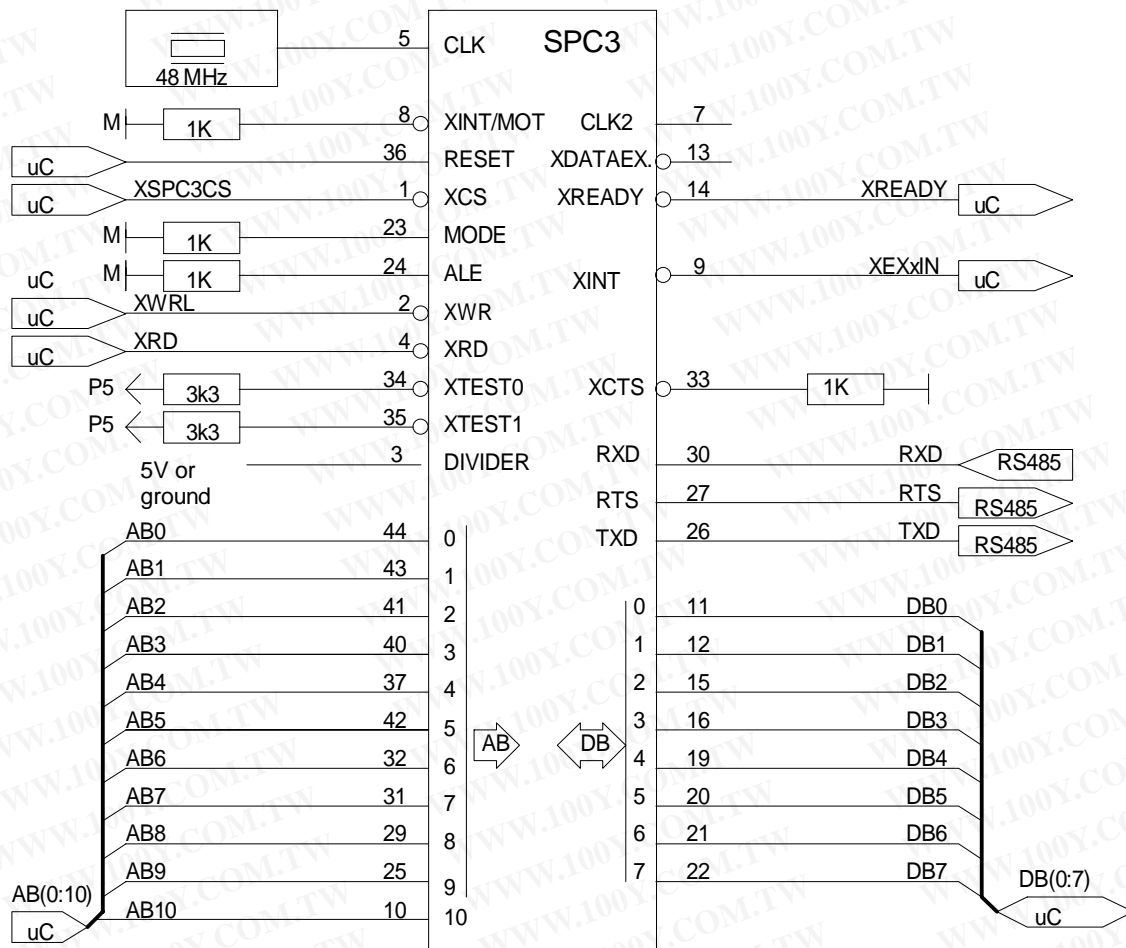 5 CLK SPC3
48 MHz
M 1K 8 XINT/MOT CLK2 7
uC 36 RESET XDATAEX. 13
uC XSPC3CS 1 XCS XREADY 14 XREADY uC
M 1K 23 MODE
uC M 1K 24 ALE XINT 9 XEXxIN uC
uC XWRL 2 XWR
uC XRD 4 XRD
P5 3k3 34 XTEST0 XCTS 33 1K
P5 3k3 35 XTEST1
5V or 3 DIVIDER RXD 30 RXD RS485
ground
RTS 27 RTS RS485
AB0 44 0 TXD 26 TXD RS485
AB1 43 1
AB2 41 2 0 11 DB0
AB3 40 3 1 12 DB1
AB4 37 4 2 15 DB2
AB5 42 5 AB DB 3 16 DB3
AB6 32 6 4 19 DB4
AB7 31 7 5 20 DB5
AB8 29 8 6 21 DB6
AB9 25 9 7 22 DB7
AB(0:10) DB(0:7)
uC AB10 10 10 uC
WWW.100Y.COM.TW